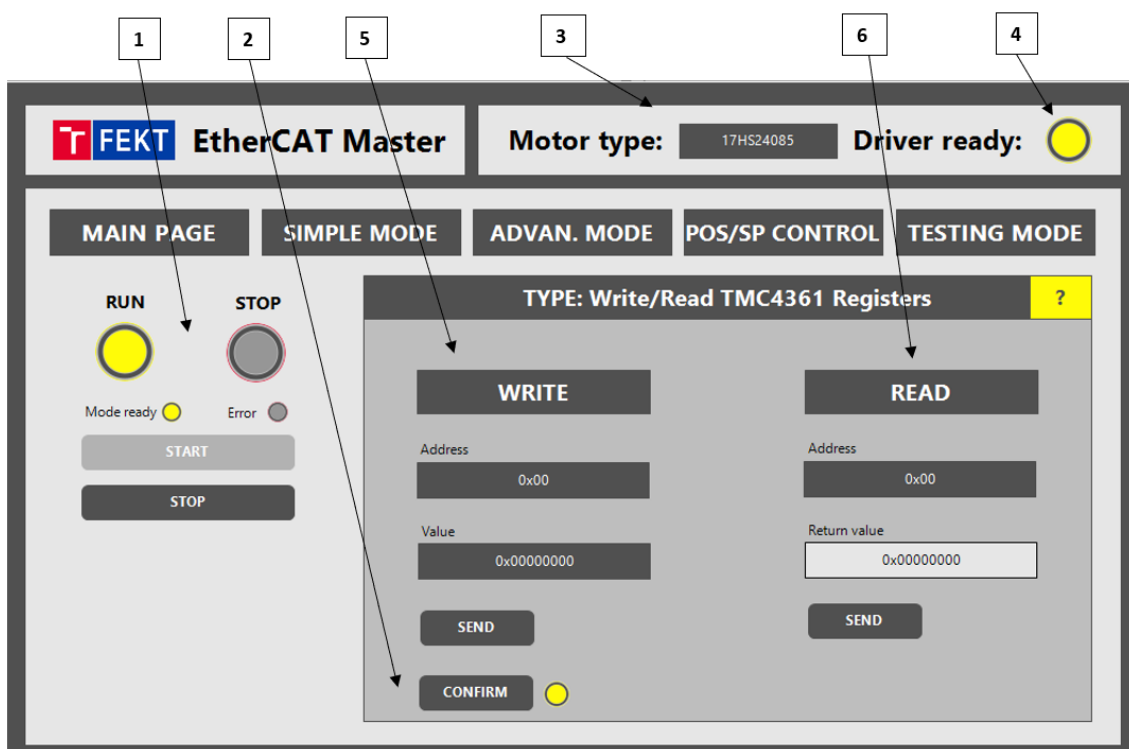 1 2 5 3 6 4
T FEKT EtherCAT Master Motor type: 17HS24085 Driver ready:
MAIN PAGE SIMPLE MODE ADVAN. MODE POS/SP CONTROL TESTING MODE
RUN STOP
Mode ready Error
START
STOP
TYPE: Write/Read TMC4361 Registers ?
WRITE READ
Address Address
0x00 0x00
Value Return value
0x00000000 0x00000000
SEND SEND
CONFIRM